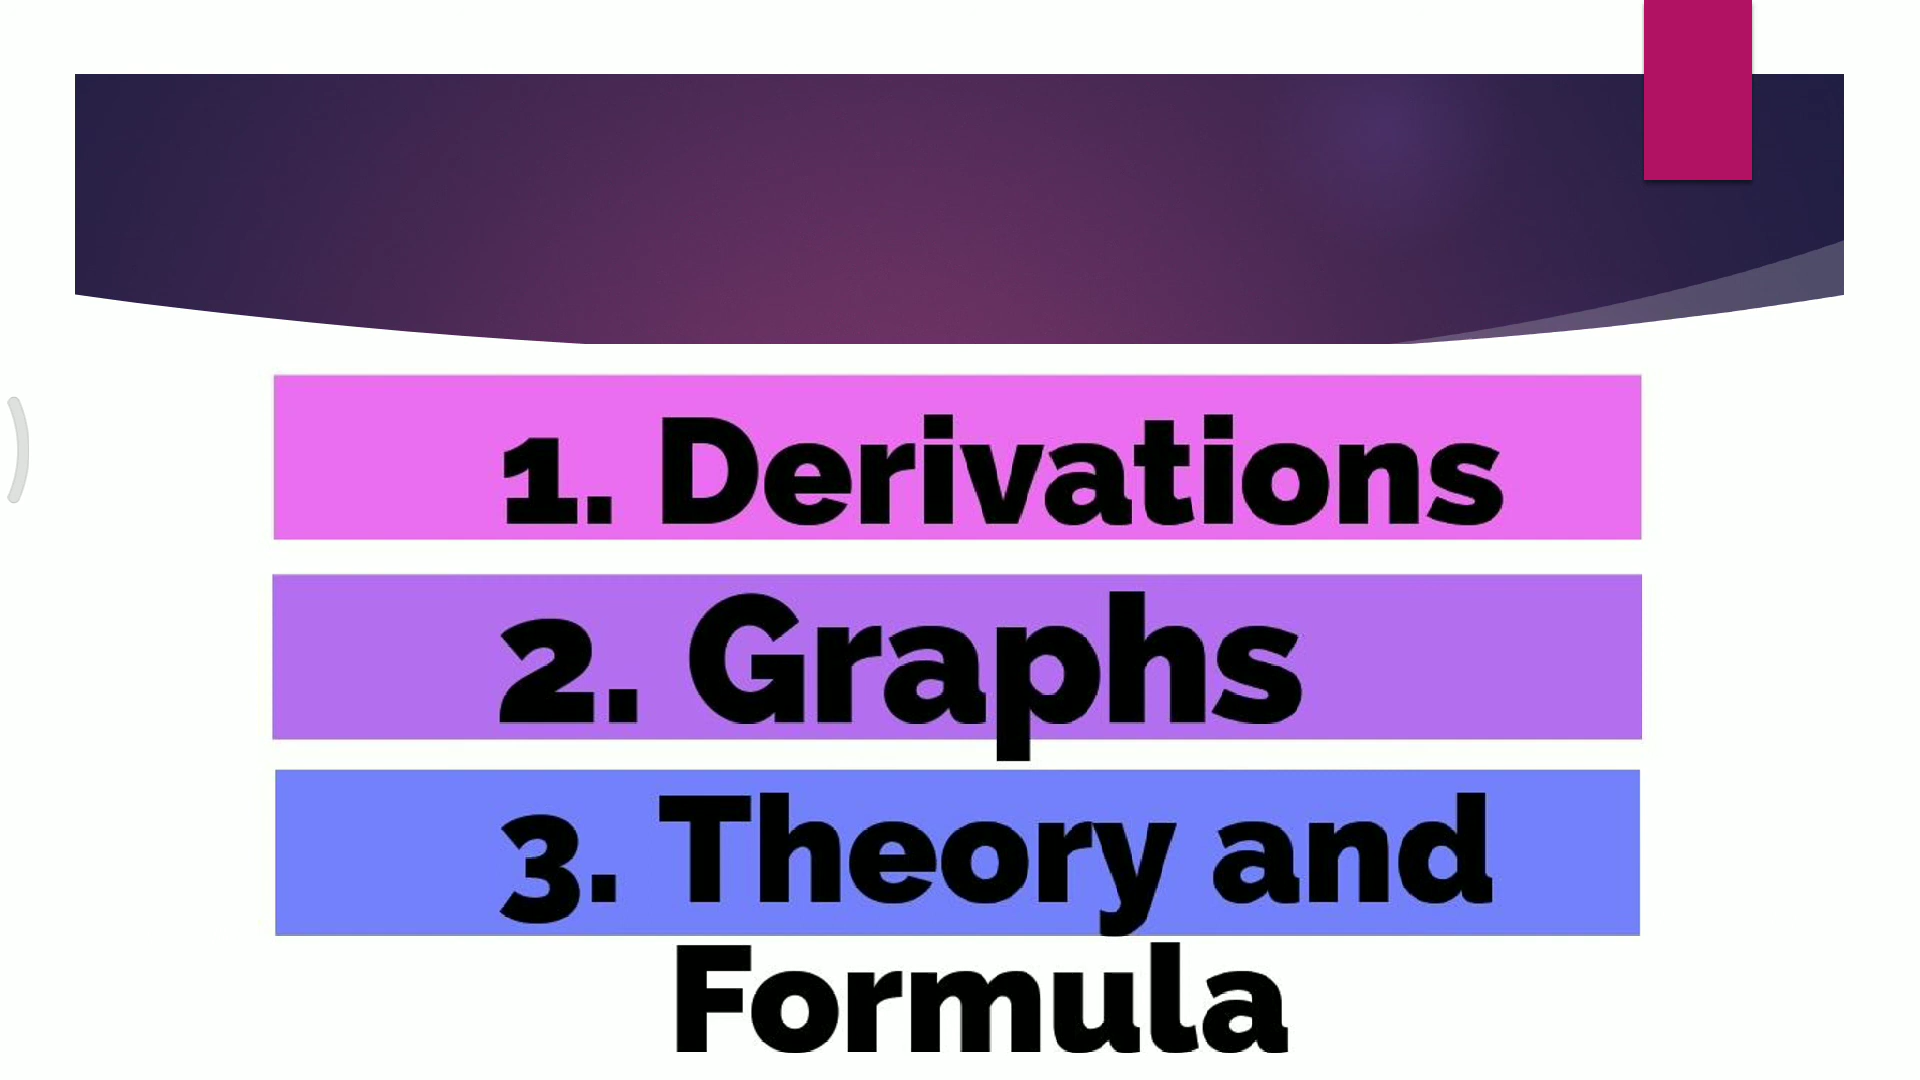 1. Derivations
2. Graphs
3. Theory and
Formula